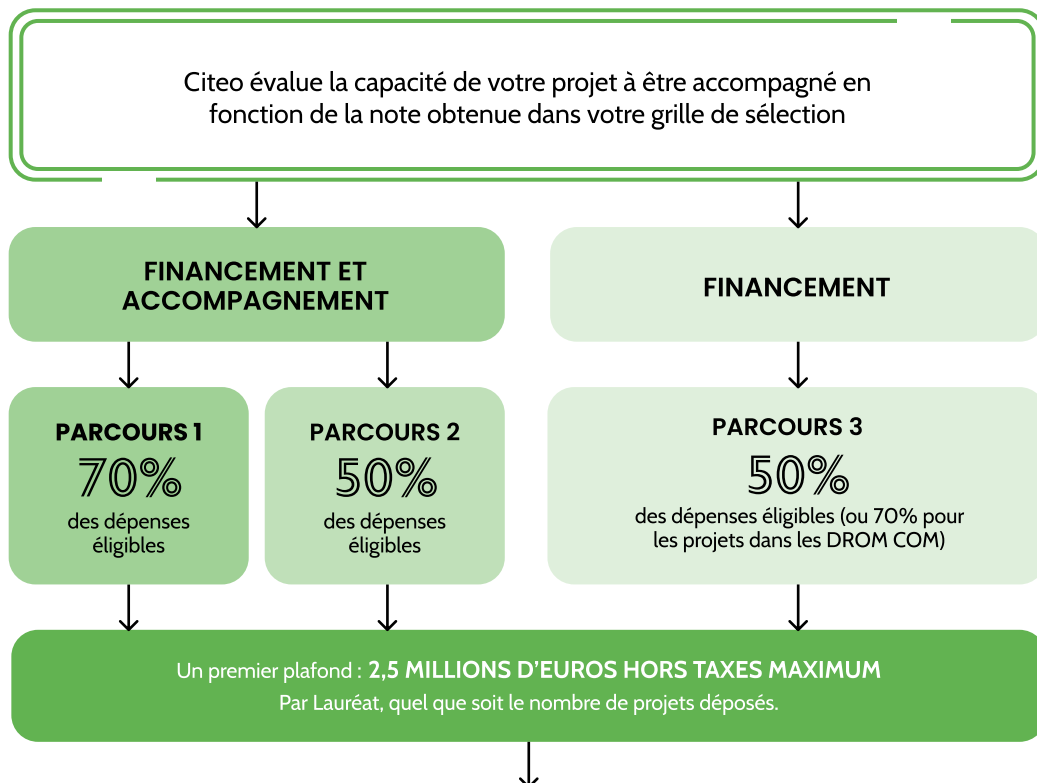 Citeo évalue la capacité de votre projet à être accompagné en
fonction de la note obtenue dans votre grille de sélection
FINANCEMENT ET
ACCOMPAGNEMENT
FINANCEMENT
PARCOURS 1
70%
des dépenses
éligibles
PARCOURS 2
50%
des dépenses
éligibles
PARCOURS 3
50%
des dépenses éligibles (ou 70% pour
les projets dans les DROM COM)
Un premier plafond : 2,5 MILLIONS D’EUROS HORS TAXES MAXIMUM
Par Lauréat, quel que soit le nombre de projets déposés.